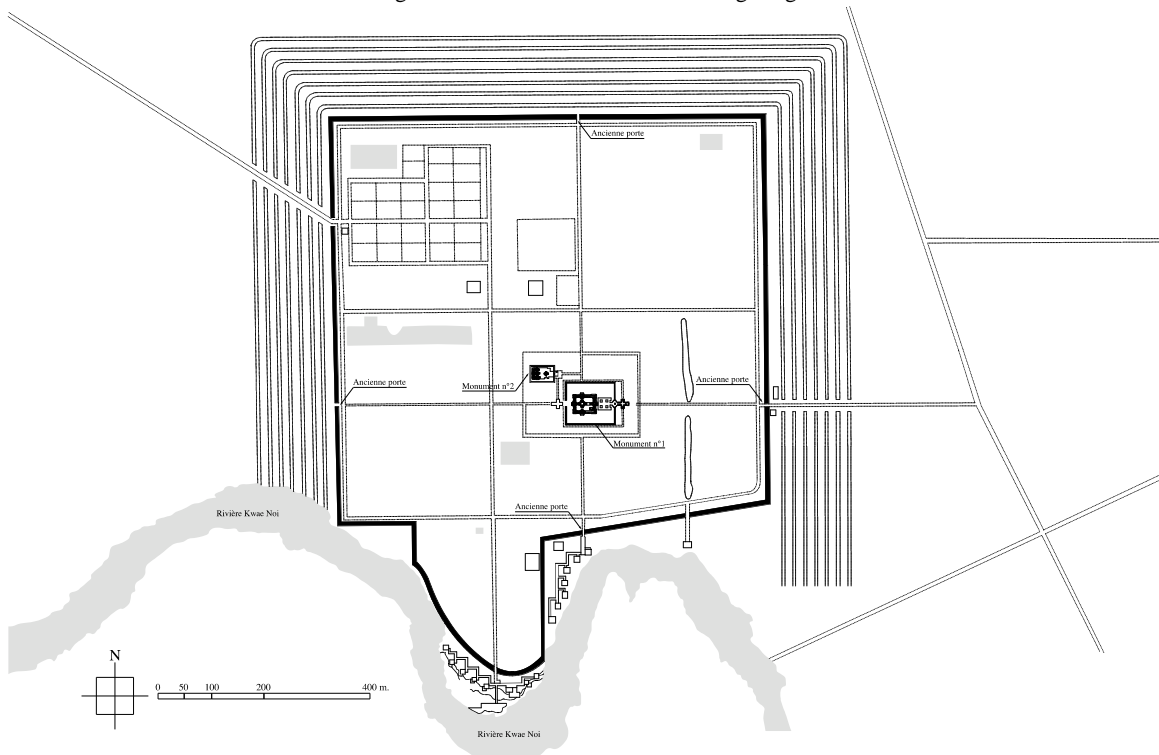 Ancienne porte
Ancienne porte
Monument n°2
Ancienne porte
Monument n°1
Ancienne porte
Rivière Kwae Noi
N
0 50 100 200 400 m.
Rivière Kwae Noi